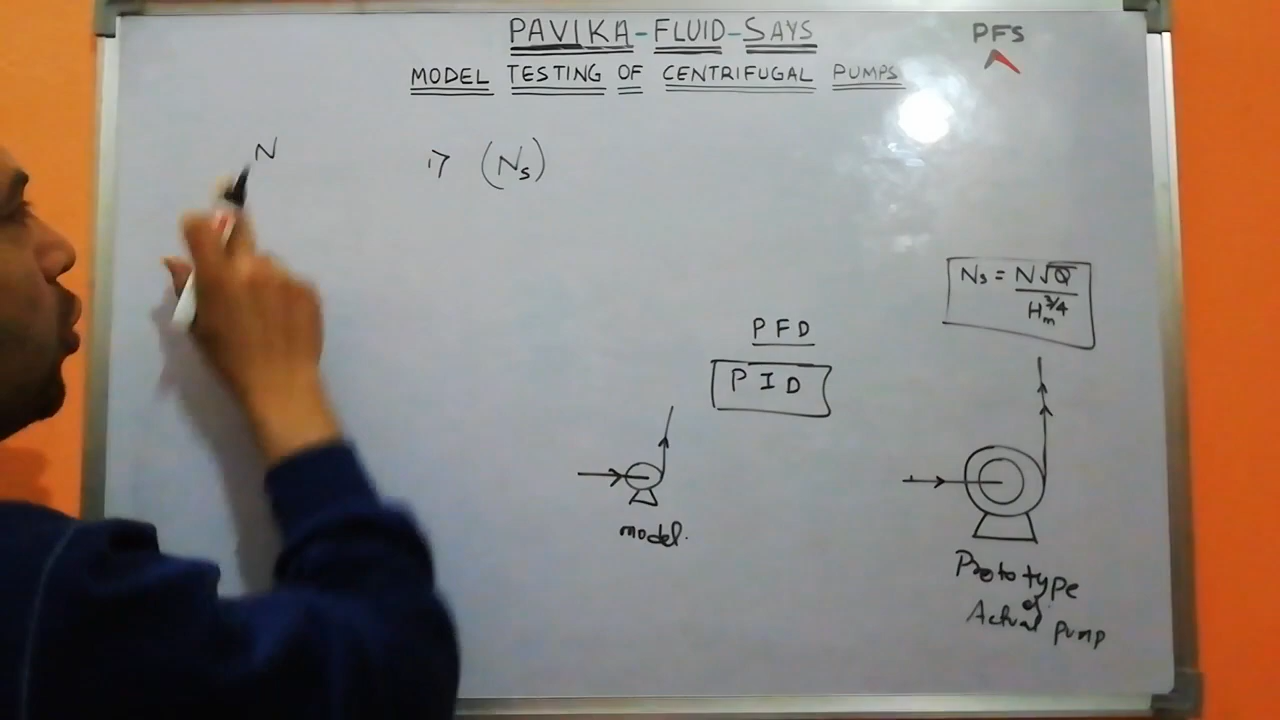 PAVIKA-FLUID-SAYS
PFS
MODEL TESTING OF CENTRIFUGAL PUMPS
N
1> (Ns)
Ns = N√Q / Hm^3/4
PFD
PID
model.
Prototype
or
Actual pump